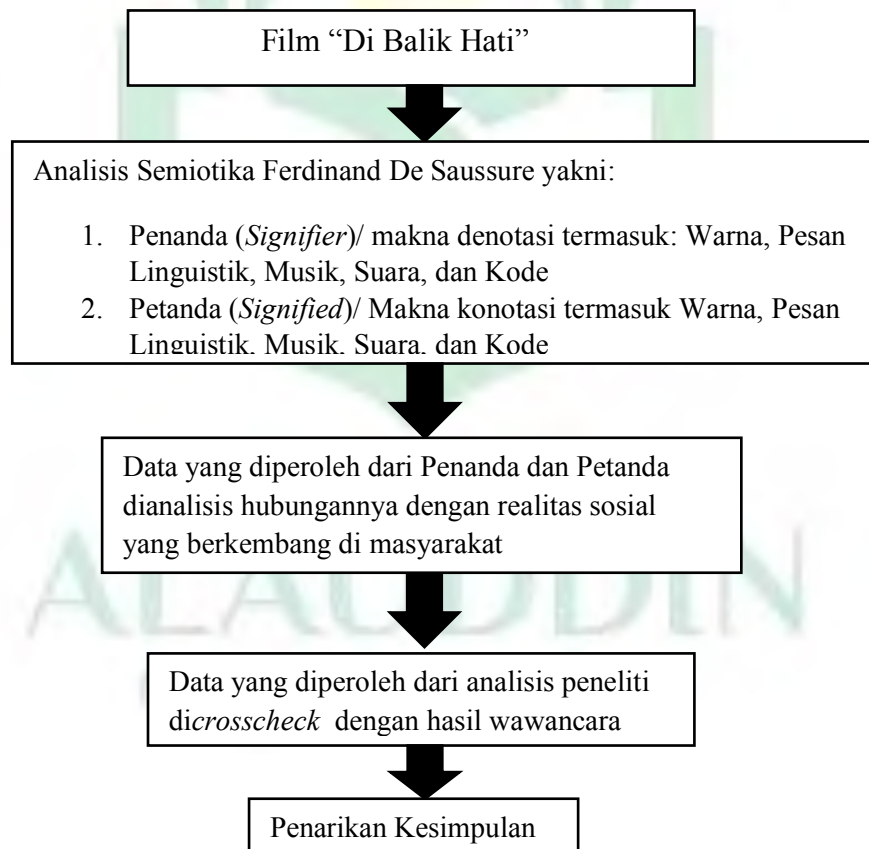 Film “Di Balik Hati”
Analisis Semiotika Ferdinand De Saussure yakni:
1. Penanda (Signifier)/ makna denotasi termasuk: Warna, Pesan
Linguistik, Musik, Suara, dan Kode
2. Petanda (Signified)/ Makna konotasi termasuk Warna, Pesan
Linguistik, Musik, Suara, dan Kode
Data yang diperoleh dari Penanda dan Petanda
dianalisis hubungannya dengan realitas sosial
yang berkembang di masyarakat
ALAUDDIN
Data yang diperoleh dari analisis peneliti
dicrosscheck dengan hasil wawancara
Penarikan Kesimpulan